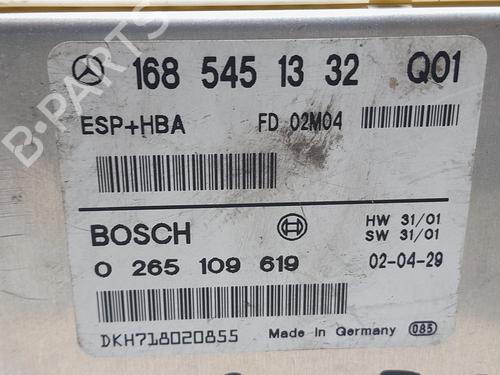 168 545 13 32 Q01
ESP+HBA FD 02M04
BOSCH HW 31/01
SW 31/01
0 265 109 619 02-04-29
DKH718020855 Made in Germany 085
B-PARTS